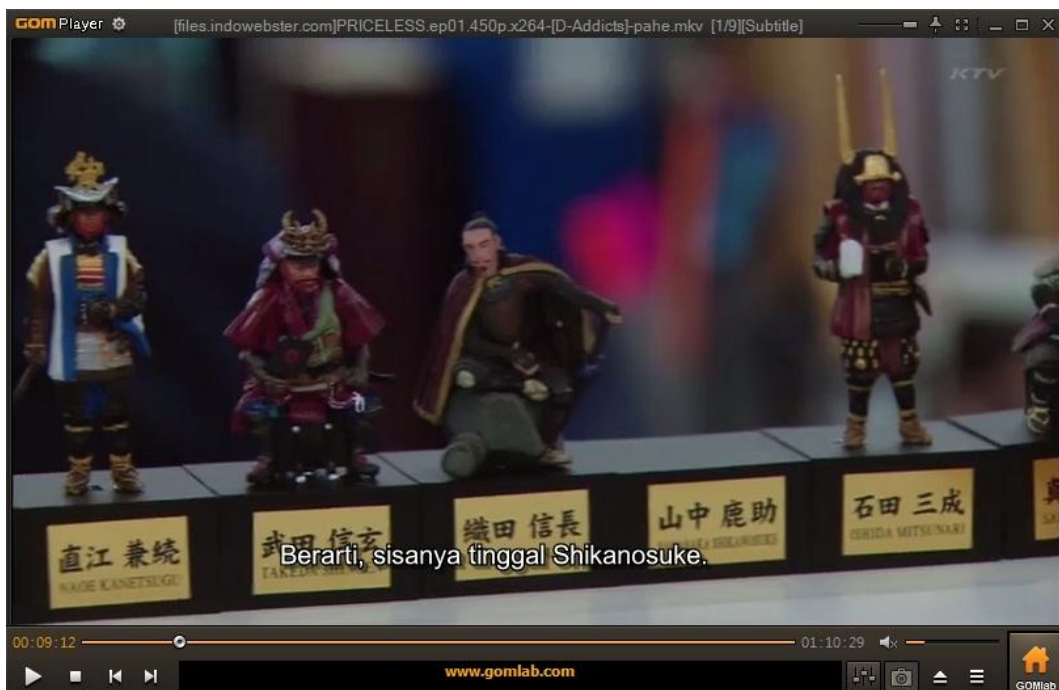 GOM Player
[files.indowebster.com]PRICELESS.ep01.450p.x264-[D-Addicts]-pahe.mkv [1/9][Subtitle]
KTV
直江 兼続
NAOE KANETSUGU
武田 信玄
TAKEDA
織田 信長
山中 鹿助
YAMANAKA SHIKANOSUKE
石田 三成
ISHIDA MITSUNARI
Berarti, sisanya tinggal Shikanosuke.
00:09:12
01:10:29
www.gomlab.com
GOMlab